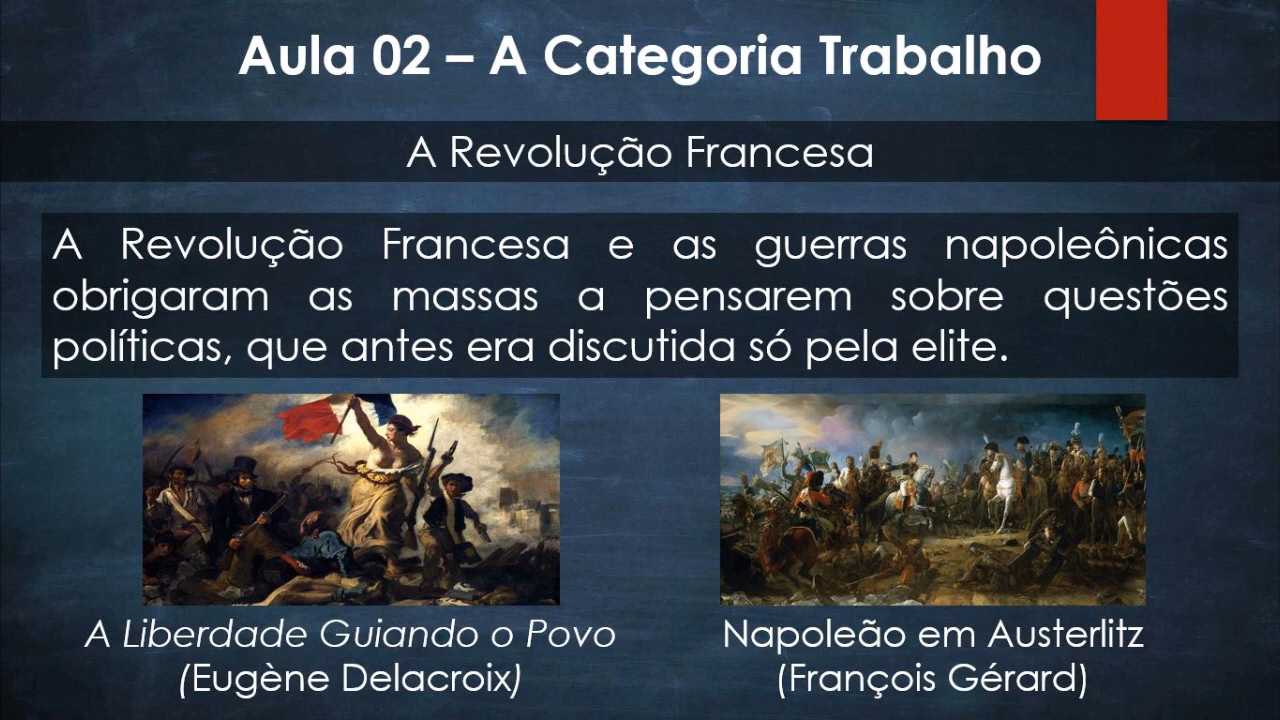 Aula 02 – A Categoria Trabalho
A Revolução Francesa
A Revolução Francesa e as guerras napoleônicas
obrigaram as massas a pensarem sobre questões
políticas, que antes era discutida só pela elite.
A Liberdade Guiando o Povo
(Eugène Delacroix)
Napoleão em Austerlitz
(François Gérard)